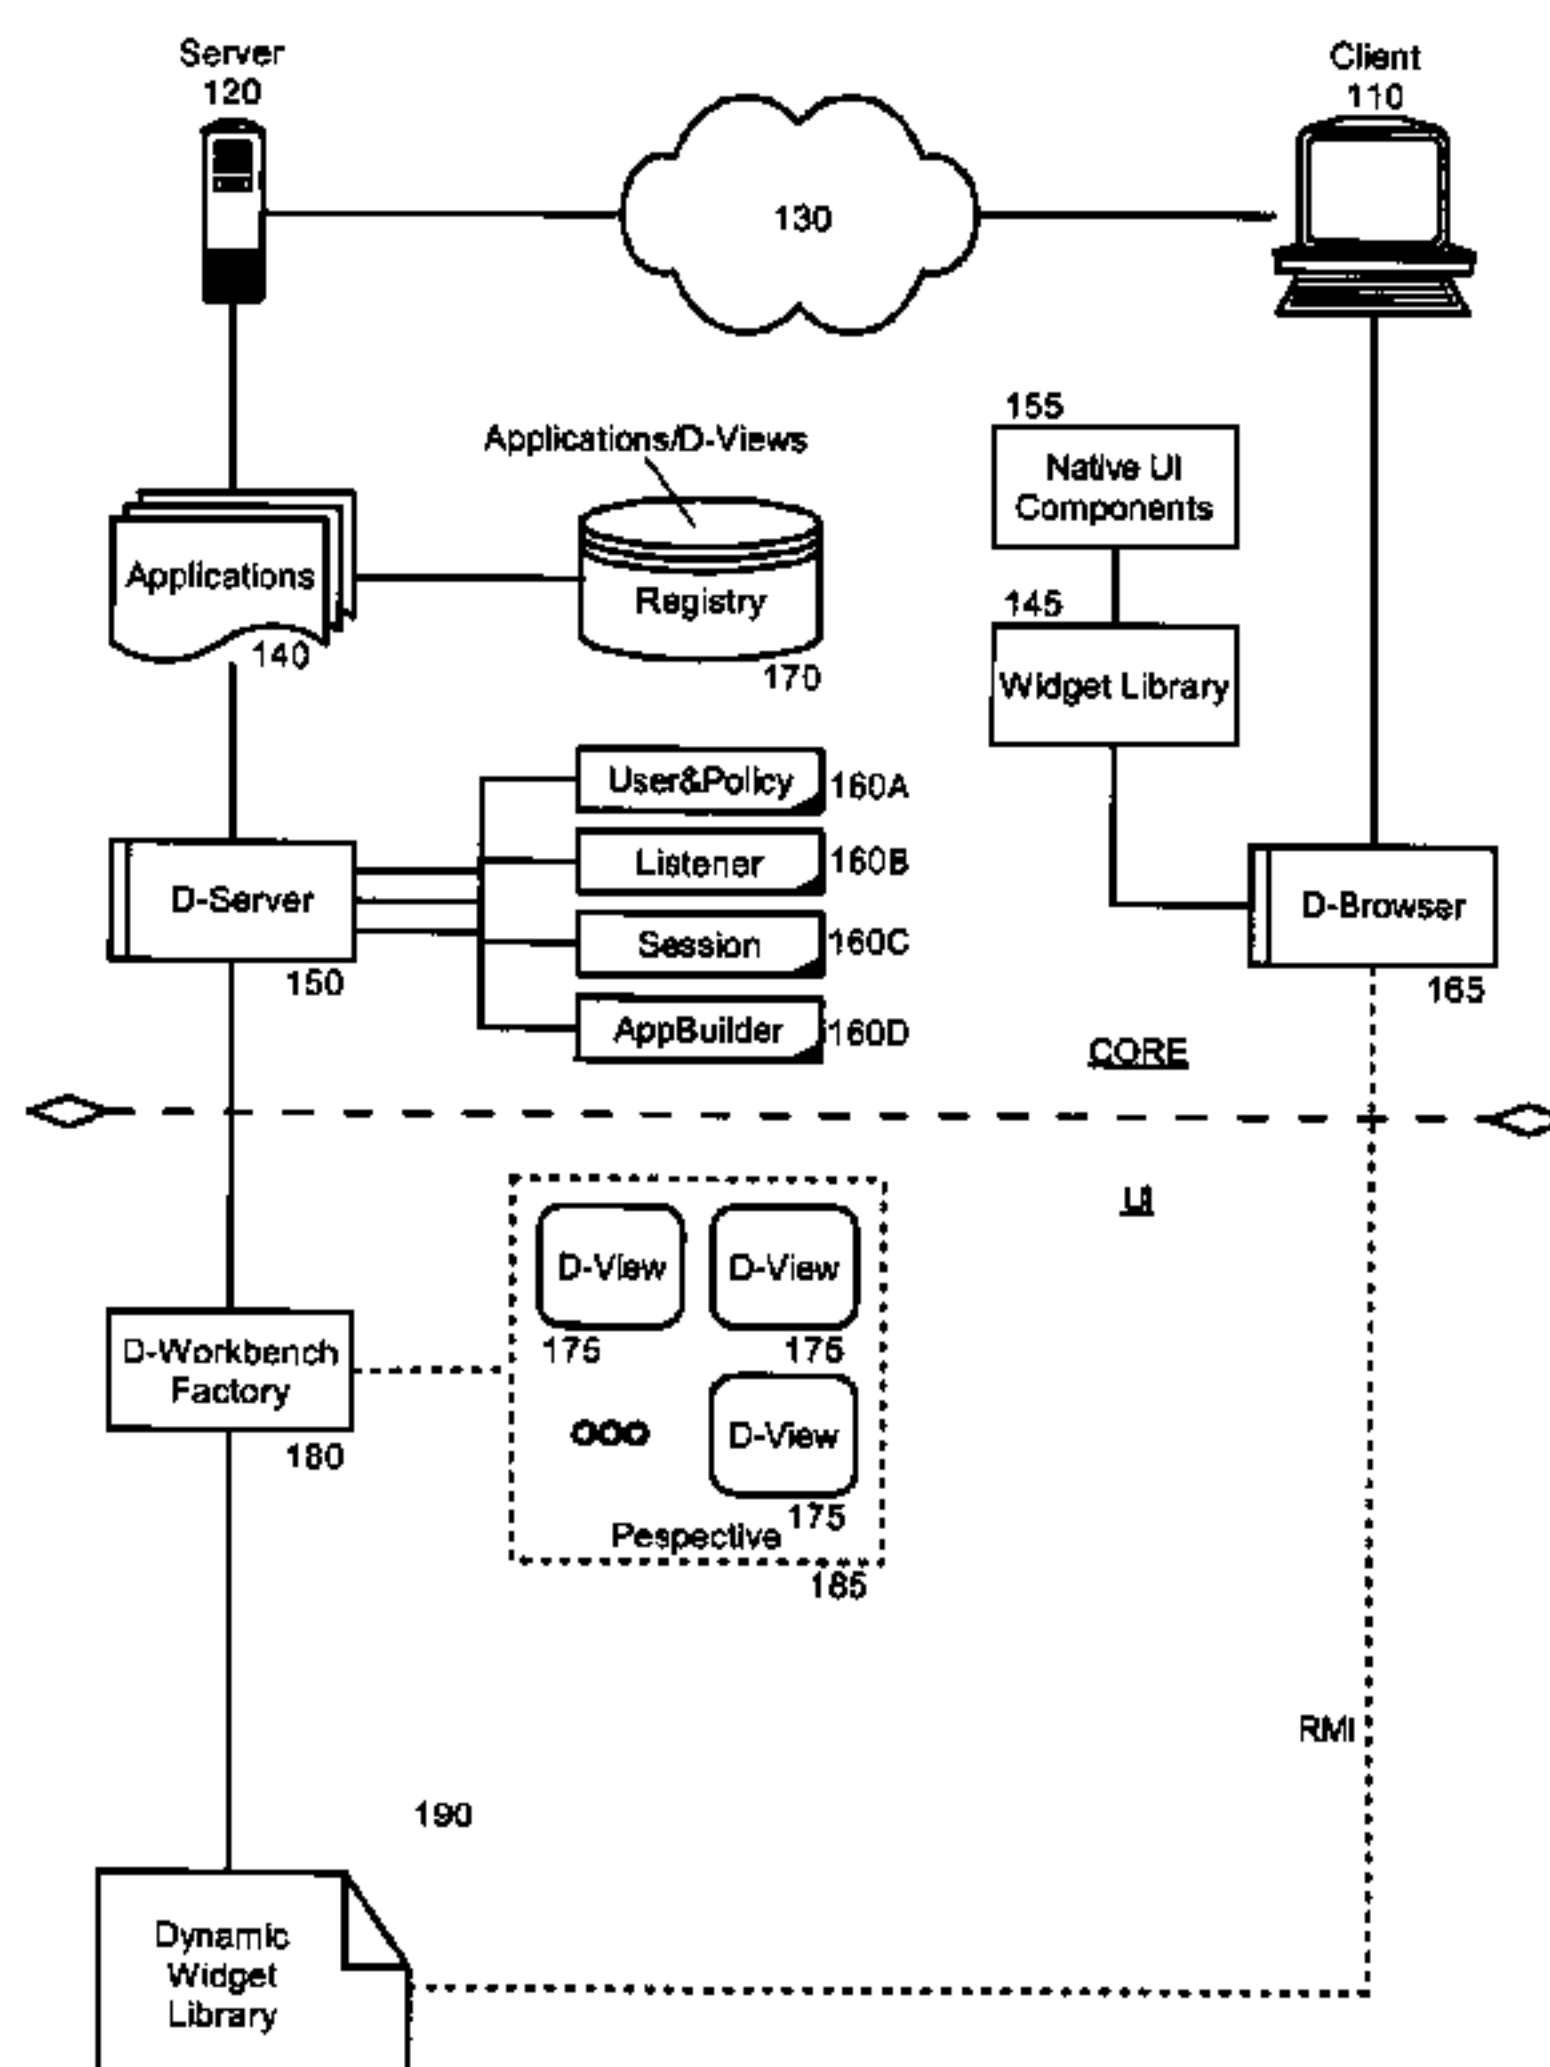 Server
120
Client
110
130
155
Native UI
Components
Applications/D-Views
Applications
140
Registry
170
145
Widget Library
User&Policy
160A
Listener
160B
Session
160C
AppBuilder
160D
D-Server
150
D-Browser
165
CORE
UI
D-View
175
D-View
175
D-View
175
Pespective
185
D-Workbench
Factory
180
RMI
190
Dynamic
Widget
Library